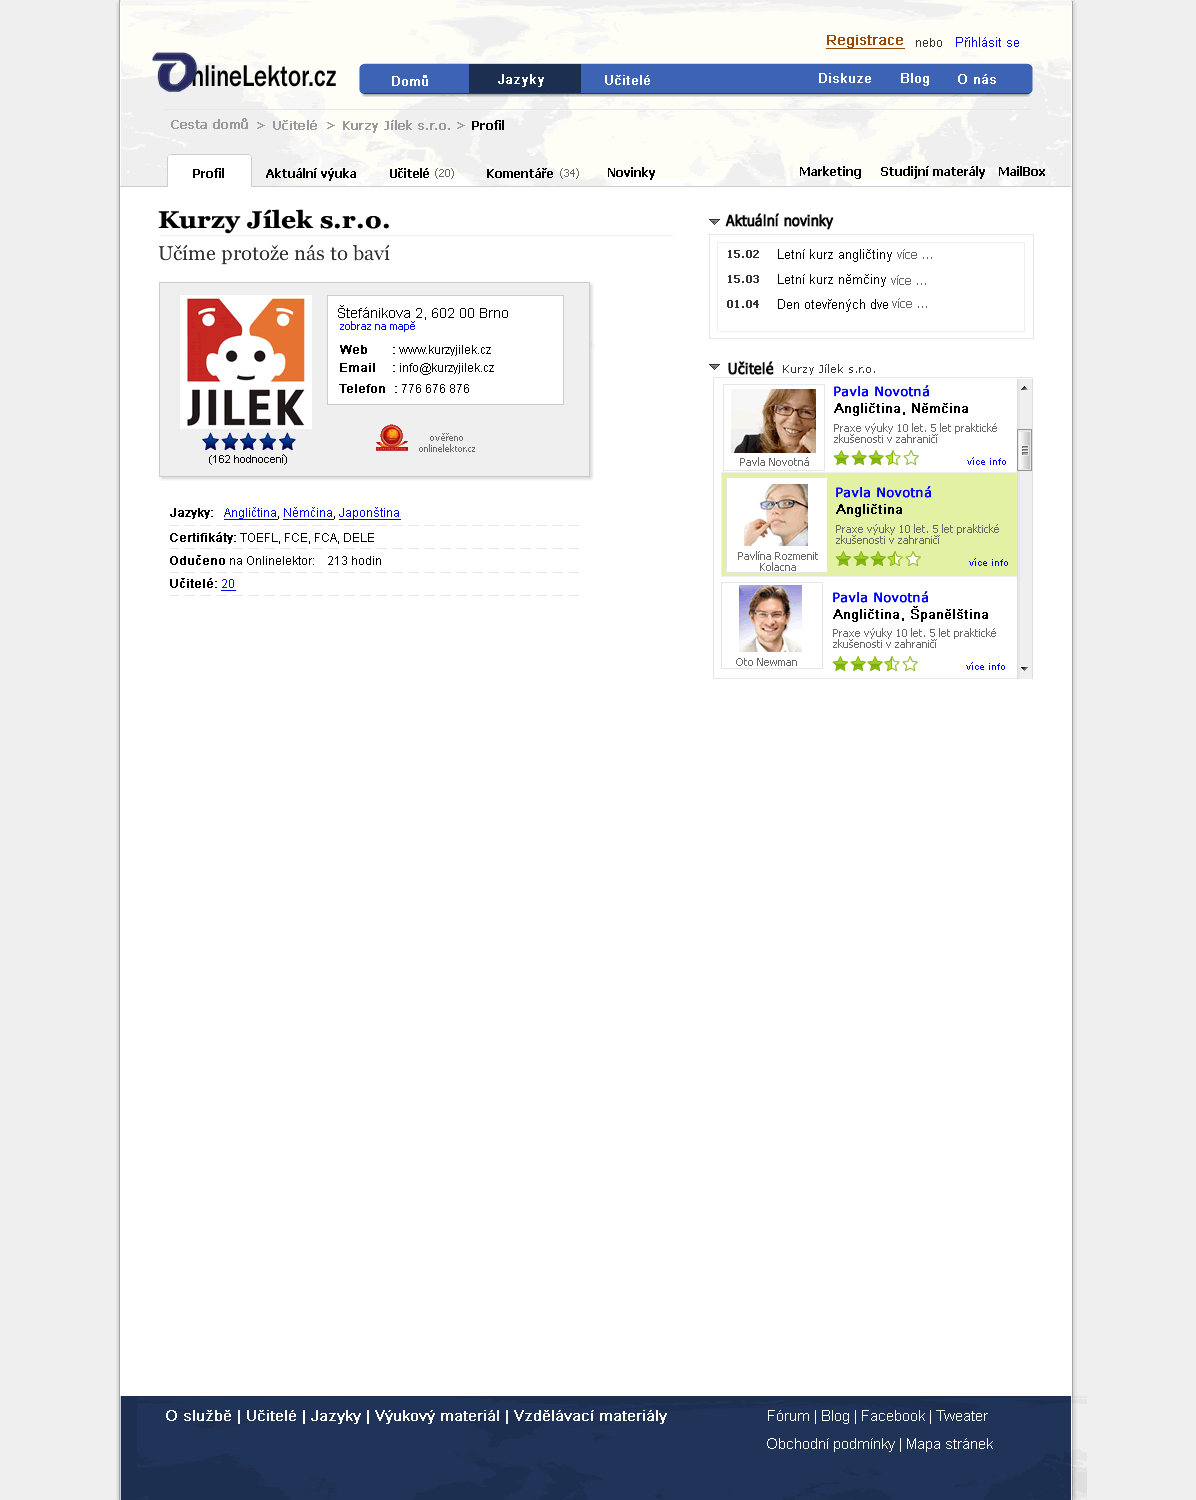 Registrace nebo Přihlásit se
OnlineLektor.cz
Domů Jazyky Učitelé Diskuze Blog O nás
Cesta domů > Učitelé > Kurzy Jílek s.r.o. > Profil
Profil Aktuální výuka Učitelé (20) Komentáře (34) Novinky Marketing Studijní materály MailBox
Kurzy Jílek s.r.o.
Učíme protože nás to baví
JILEK
(162 hodnocení)
Štefánikova 2, 602 00 Brno
zobraz na mapě
Web : www.kurzyjilek.cz
Email : info@kurzyjilek.cz
Telefon : 776 676 876
ověřeno
onlinelektor.cz
Jazyky: Angličtina, Němčina, Japonština
Certifikáty: TOEFL, FCE, FCA, DELE
Odučeno na Onlinelektor: 213 hodin
Učitelé: 20
Aktuální novinky
15.02 Letní kurz angličtiny více ...
15.03 Letní kurz němčiny více ...
01.04 Den otevřených dve více ...
Učitelé Kurzy Jílek s.r.o.
Pavla Novotná
Pavla Novotná
Angličtina, Němčina
Praxe výuky 10 let. 5 let praktické
zkušenosti v zahraničí
více info
Pavlína Rozmenit
Kolacna
Pavla Novotná
Angličtina
Praxe výuky 10 let. 5 let praktické
zkušenosti v zahraničí
více info
Oto Newman
Pavla Novotná
Angličtina, Španělština
Praxe výuky 10 let. 5 let praktické
zkušenosti v zahraničí
více info
O službě | Učitelé | Jazyky | Výukový materiál | Vzdělávací materiály
Fórum | Blog | Facebook | Tweater
Obchodní podmínky | Mapa stránek